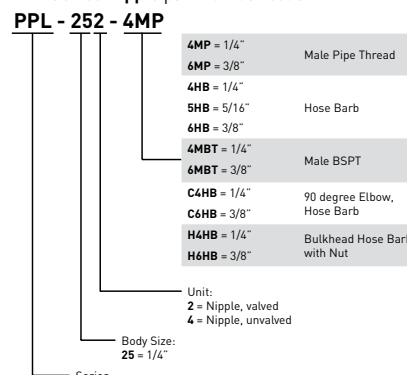 PPL - 252 - 4MP
4MP = 1/4"
6MP = 3/8"
Male Pipe Thread
4HB = 1/4"
5HB = 5/16"
6HB = 3/8"
Hose Barb
4MBT = 1/4"
6MBT = 3/8"
Male BSPT
C4HB = 1/4"
C6HB = 3/8"
90 degree Elbow,
Hose Barb
H4HB = 1/4"
H6HB = 3/8"
Bulkhead Hose Barb
with Nut
Unit:
2 = Nipple, valved
4 = Nipple, unvalved
Body Size:
25 = 1/4"
Series